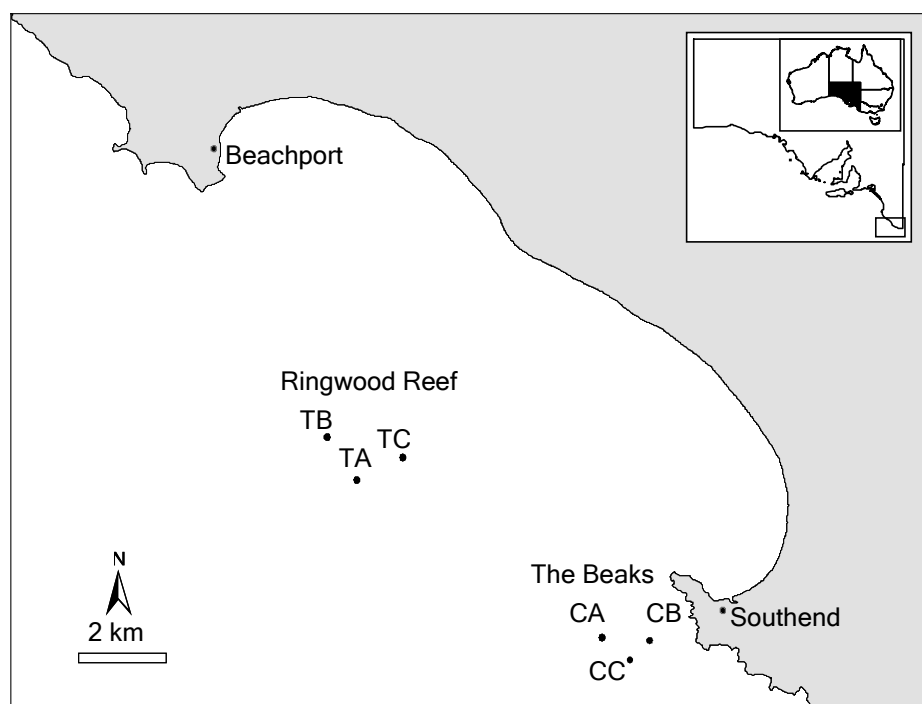 Beachport
Ringwood Reef
TB
TC
TA
N
2 km
The Beaks
CA
CB
Southend
CC